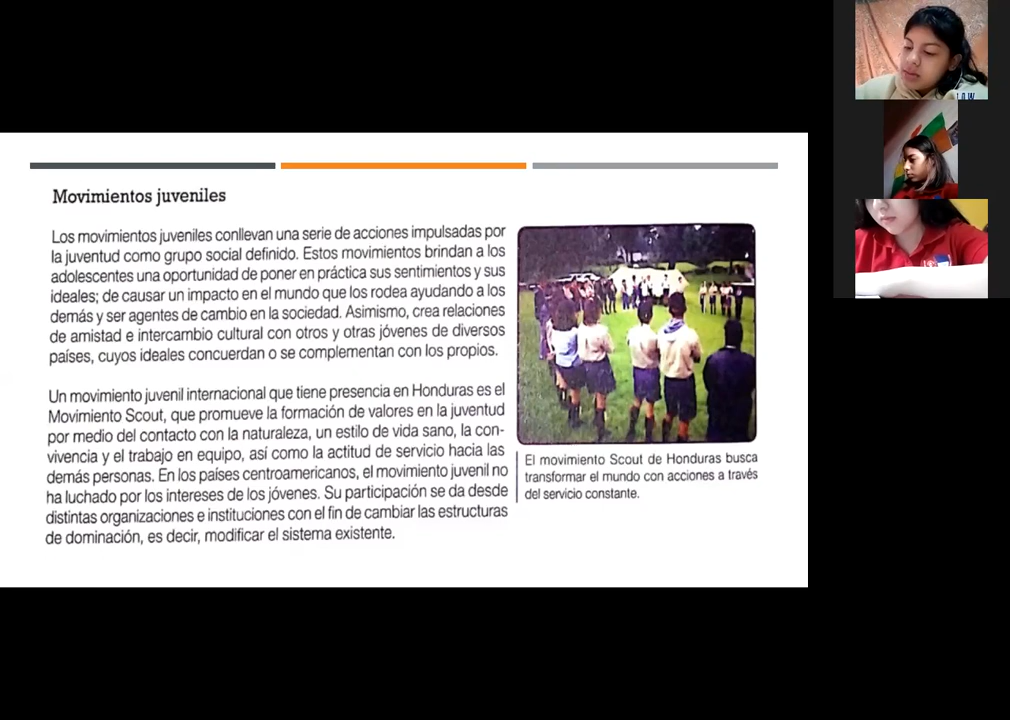 Movimientos juveniles
Los movimientos juveniles conllevan una serie de acciones impulsadas por
la juventud como grupo social definido. Estos movimientos brindan a los
adolescentes una oportunidad de poner en práctica sus sentimientos y sus
ideales; de causar un impacto en el mundo que los rodea ayudando a los
demás y ser agentes de cambio en la sociedad. Asimismo, crea relaciones
de amistad e intercambio cultural con otros y otras jóvenes de diversos
países, cuyos ideales concuerdan o se complementan con los propios.
Un movimiento juvenil internacional que tiene presencia en Honduras es el
Movimiento Scout, que promueve la formación de valores en la juventud
por medio del contacto con la naturaleza, un estilo de vida sano, la con-
vivencia y el trabajo en equipo, así como la actitud de servicio hacia las
demás personas. En los países centroamericanos, el movimiento juvenil no
ha luchado por los intereses de los jóvenes. Su participación se da desde
distintas organizaciones e instituciones con el fin de cambiar las estructuras
de dominación, es decir, modificar el sistema existente.
El movimiento Scout de Honduras busca
transformar el mundo con acciones a través
del servicio constante.